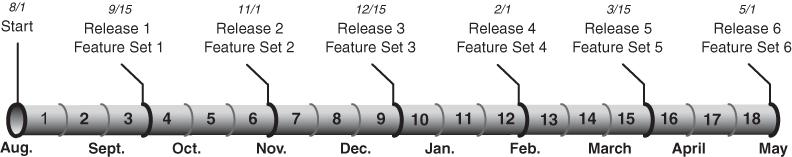 8/1 9/15 11/1 12/15 2/1 3/15 5/1
Start Release 1 Release 2 Release 3 Release 4 Release 5 Release 6
Feature Set 1 Feature Set 2 Feature Set 3 Feature Set 4 Feature Set 5 Feature Set 6
1 2 3 4 5 6 7 8 9 10 11 12 13 14 15 16 17 18
Aug. Sept. Oct. Nov. Dec. Jan. Feb. March April May